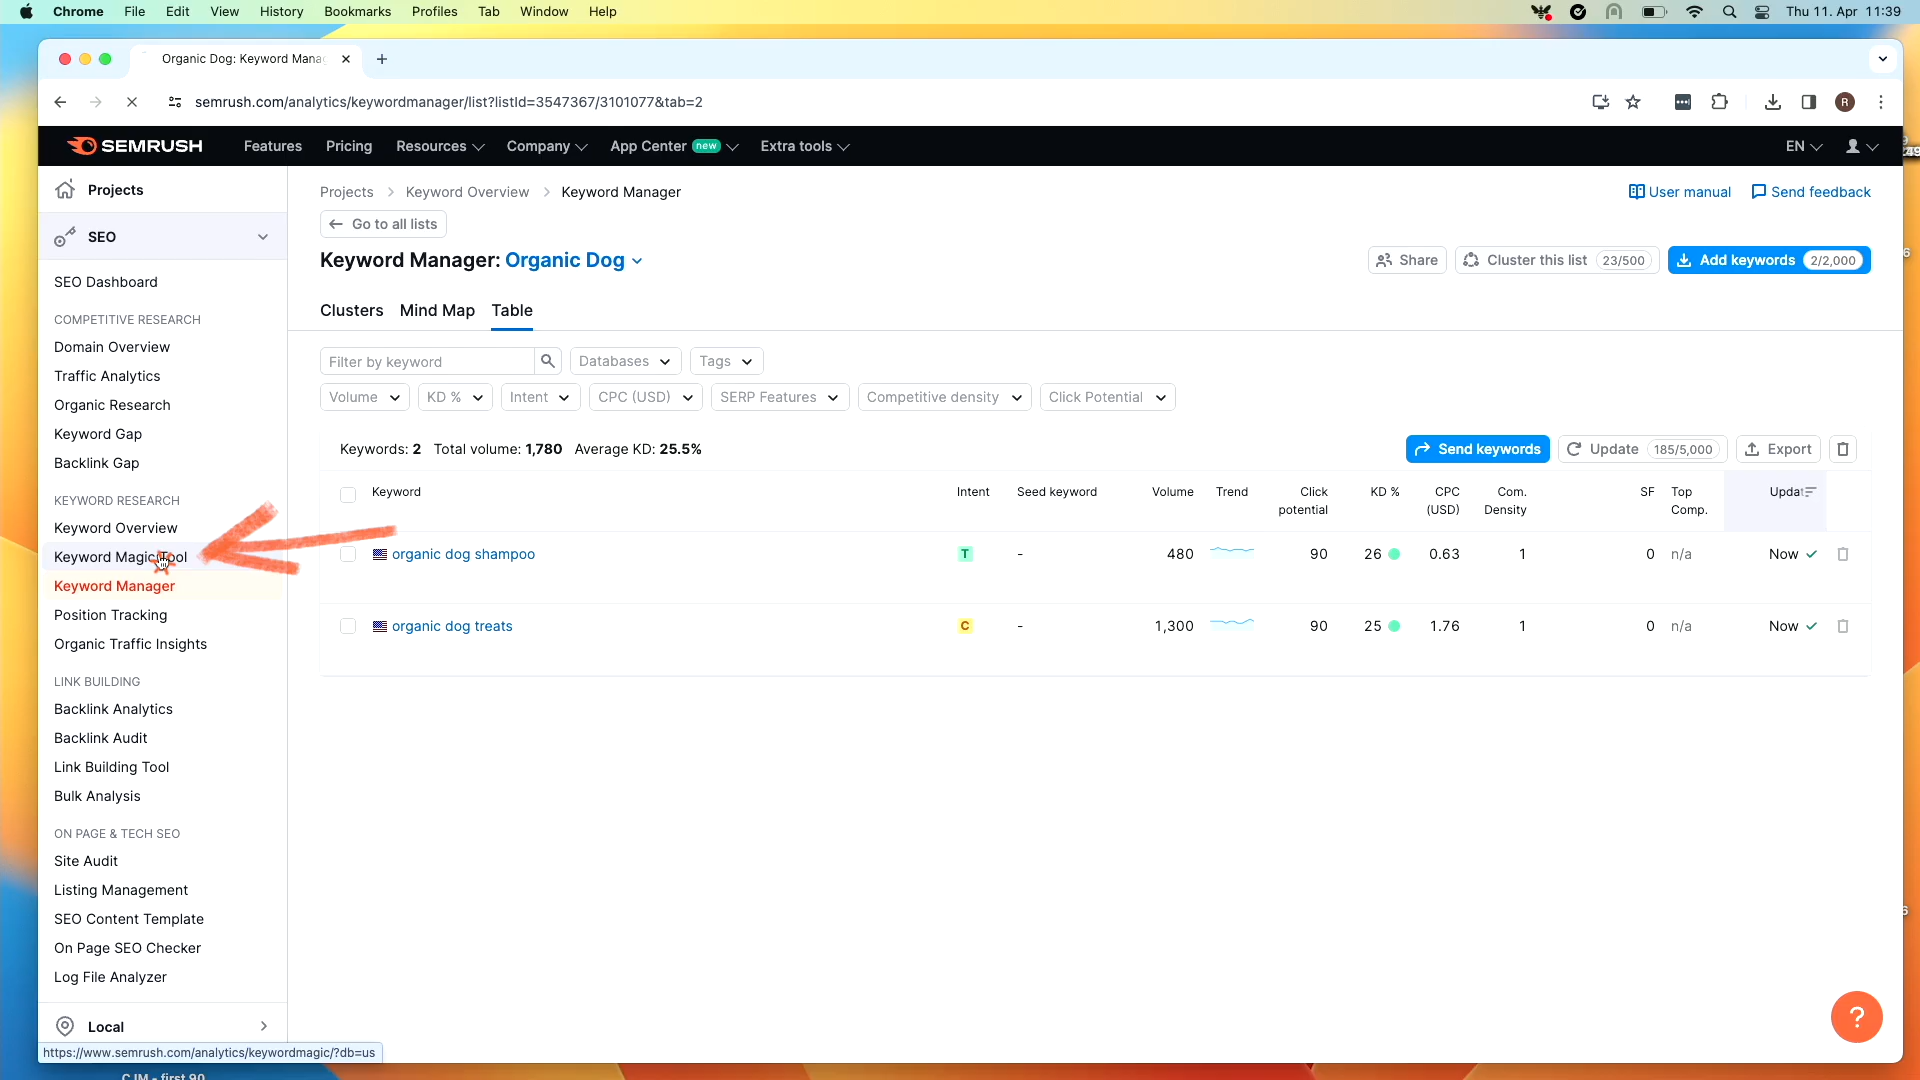 Chrome File Edit View History Bookmarks Profiles Tab Window Help Thu 11. Apr 11:39
Organic Dog: Keyword Mana
semrush.com/analytics/keywordmanager/list?listId=3547367/3101077&tab=2 R
SEMRUSH Features Pricing Resources Company App Center new Extra tools EN
Projects
SEO
SEO Dashboard
COMPETITIVE RESEARCH
Domain Overview
Traffic Analytics
Organic Research
Keyword Gap
Backlink Gap
KEYWORD RESEARCH
Keyword Overview
Keyword Magic Tool
Keyword Manager
Position Tracking
Organic Traffic Insights
LINK BUILDING
Backlink Analytics
Backlink Audit
Link Building Tool
Bulk Analysis
ON PAGE & TECH SEO
Site Audit
Listing Management
SEO Content Template
On Page SEO Checker
Log File Analyzer
Local
https://www.semrush.com/analytics/keywordmagic/?db=us
Projects > Keyword Overview > Keyword Manager User manual Send feedback
Go to all lists
Keyword Manager: Organic Dog Share Cluster this list 23/500 Add keywords 2/2,000
Clusters Mind Map Table
Filter by keyword Databases Tags
Volume KD % Intent CPC (USD) SERP Features Competitive density Click Potential
Keywords: 2 Total volume: 1,780 Average KD: 25.5% Send keywords Update 185/5,000 Export
Keyword Intent Seed keyword Volume Trend Click potential KD % CPC (USD) Com. Density SF Top Comp. Updat
organic dog shampoo T - 480 90 26 0.63 1 0 n/a Now
organic dog treats C - 1,300 90 25 1.76 1 0 n/a Now
?
CJM - first 90